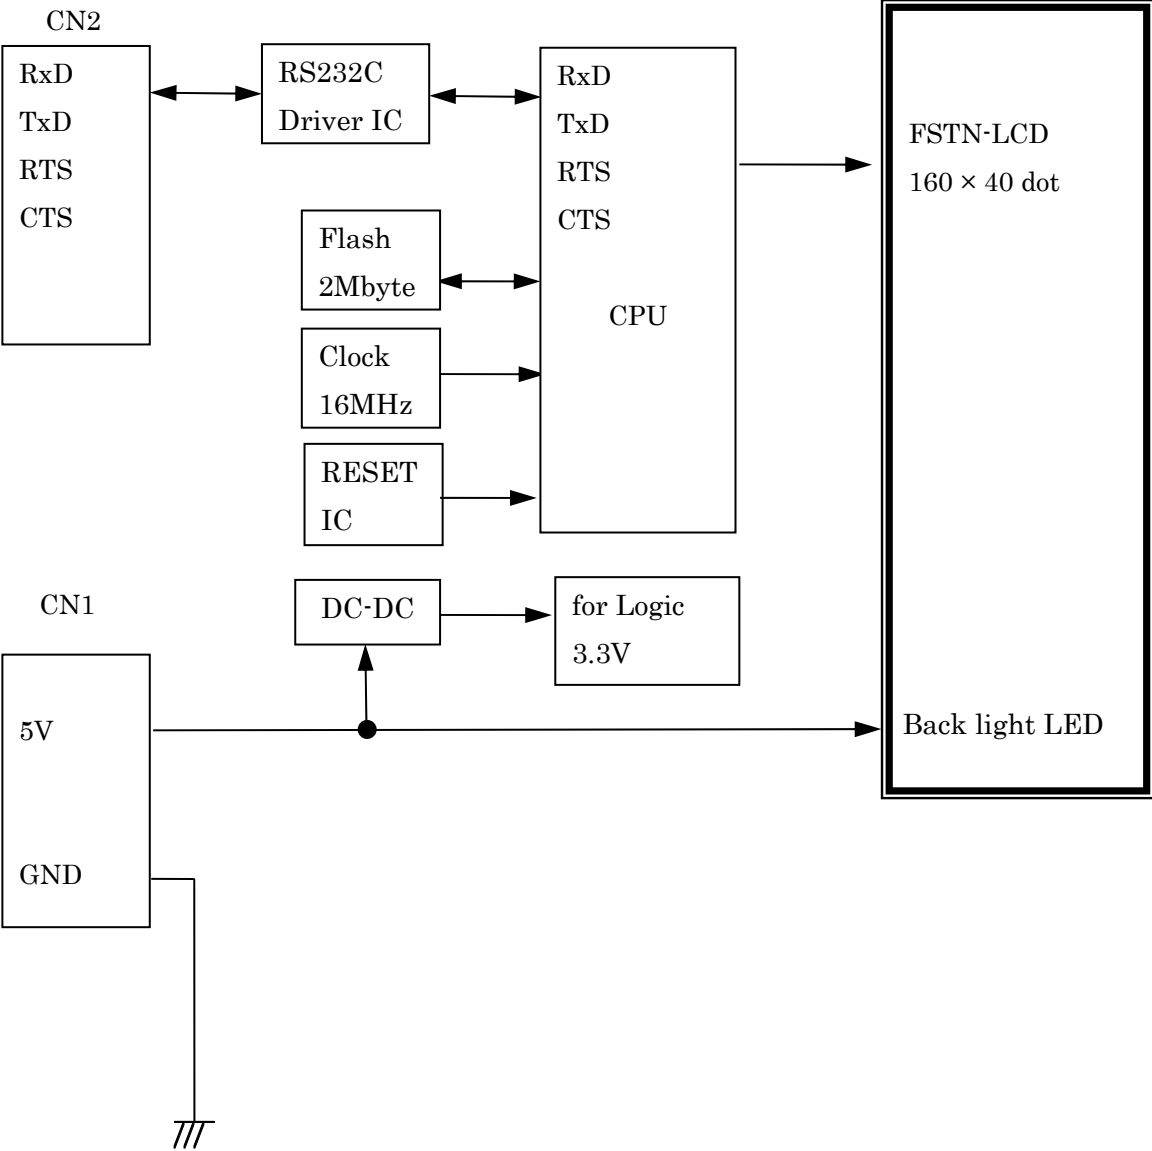 CN2
RxD
TxD
RTS
CTS
RS232C
Driver IC
RxD
TxD
RTS
CTS
CPU
Flash
2Mbyte
Clock
16MHz
RESET
IC
FSTN-LCD
160 × 40 dot
Back light LED
DC-DC
for Logic
3.3V
CN1
5V
GND